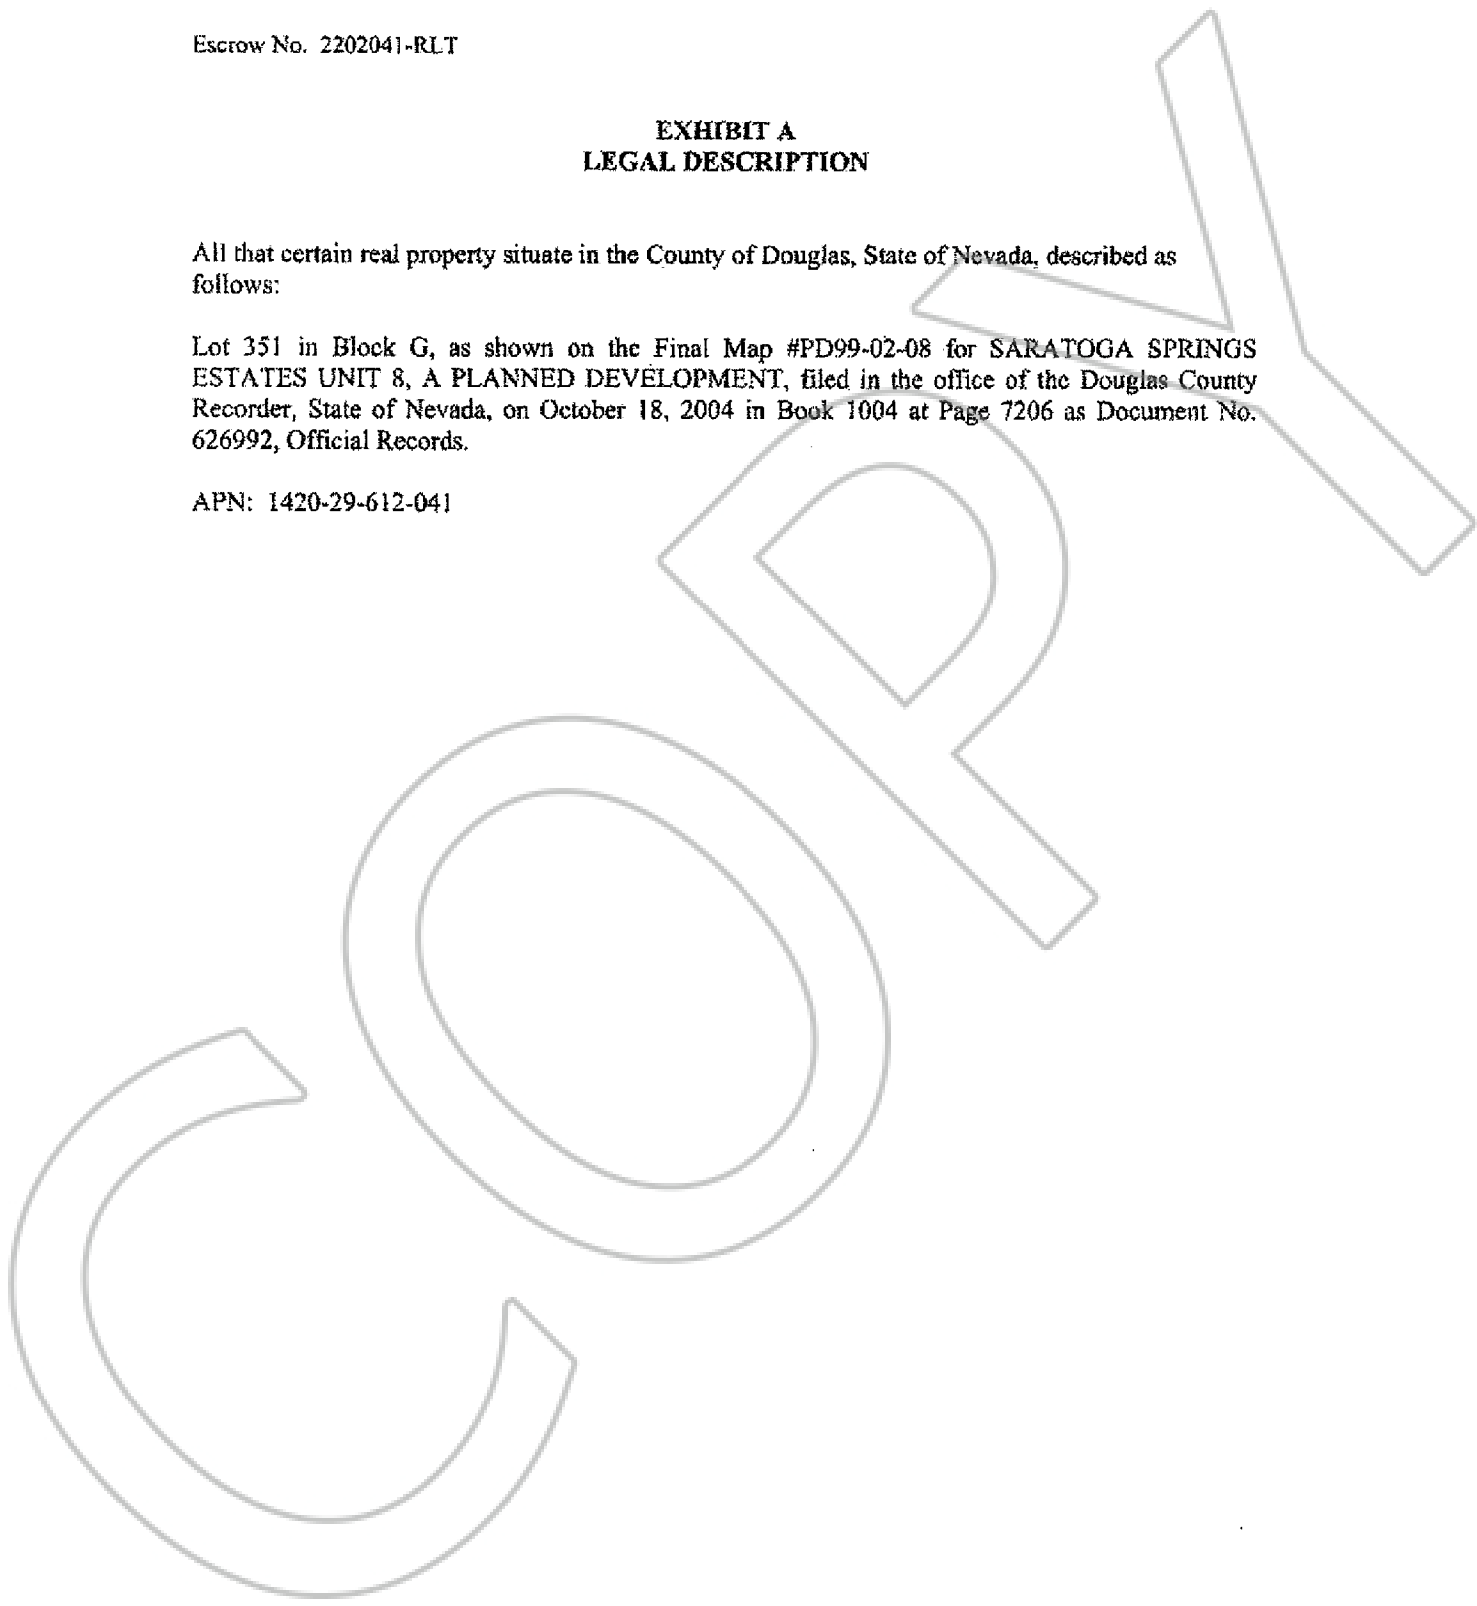 Escrow No. 2202041-RLT
EXHIBIT A
LEGAL DESCRIPTION
All that certain real property situate in the County of Douglas, State of Nevada, described as
follows:
Lot 351 in Block G, as shown on the Final Map #PD99-02-08 for SARATOGA SPRINGS
ESTATES UNIT 8, A PLANNED DEVELOPMENT, filed in the office of the Douglas County
Recorder, State of Nevada, on October 18, 2004 in Book 1004 at Page 7206 as Document No.
626992, Official Records.
APN: 1420-29-612-041
COPY